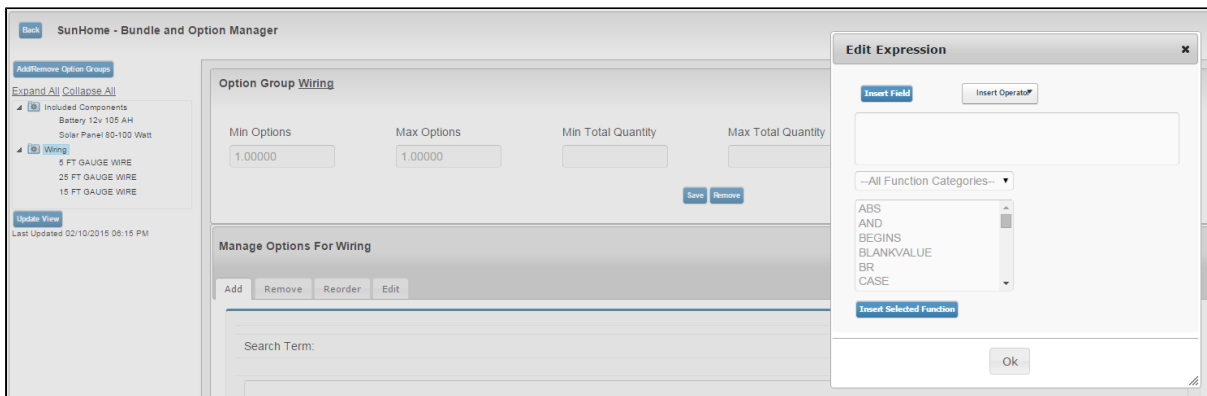 Back SunHome - Bundle and Option Manager
Add/Remove Option Groups
Expand All Collapse All
Included Components
Battery 12v 105 AH
Solar Panel 80-100 Watt
Wiring
5 FT GAUGE WIRE
25 FT GAUGE WIRE
15 FT GAUGE WIRE
Update View
Last Updated 02/10/2015 06:15 PM
Option Group Wiring
Min Options Max Options Min Total Quantity Max Total Quantity
1.00000 1.00000
Save Remove
Manage Options For Wiring
Add Remove Reorder Edit
Search Term:
Edit Expression
Insert Field Insert Operator
--All Function Categories--
ABS
AND
BEGINS
BLANKVALUE
BR
CASE
Insert Selected Function
Ok